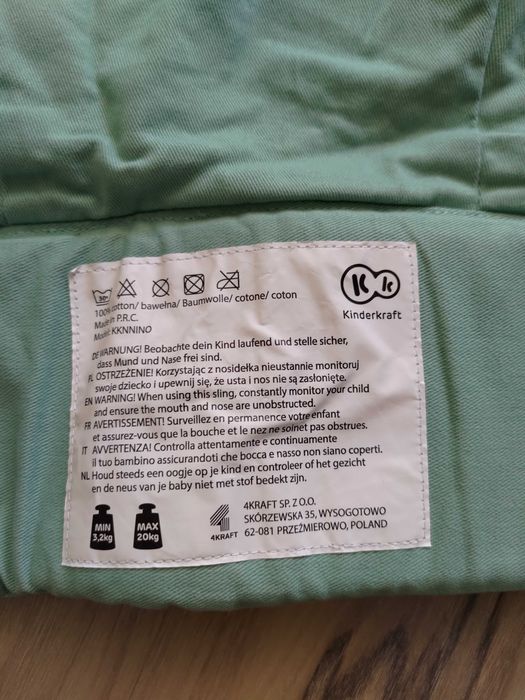 30°
100% cotton/ bawełna/ Baumwolle/ cotone/ coton
Made in P.R.C.
Model: KKNNINO
K k
Kinderkraft
DE WARNUNG! Beobachte dein Kind laufend und stelle sicher,
dass Mund und Nase frei sind.
PL OSTRZEŻENIE! Korzystając z nosidełka nieustannie monitoruj
swoje dziecko i upewnij się, że usta i nos nie są zasłonięte.
EN WARNING! When using this sling, constantly monitor your child
and ensure the mouth and nose are unobstructed.
FR AVERTISSEMENT! Surveillez en permanence votre enfant
et assurez-vous que la bouche et le nez ne soinet pas obstrues.
IT AVVERTENZA! Controlla attentamente e continuamente
il tuo bambino assicurandoti che bocca e nasso non siano coperti.
NL Houd steeds een oogje op je kind en controleer of het gezicht
en de neus van je baby niet met stof bedekt zijn.
MIN
3,2kg
MAX
20kg
4KRAFT
4KRAFT SP. Z O.O.
SKÓRZEWSKA 35, WYSOGOTOWO
62-081 PRZEŹMIEROWO, POLAND